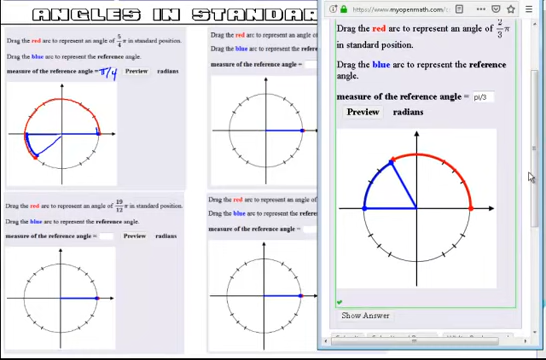 ANGLES IN STANDAR
Drag the red arc to represent an angle of 5/4 π in standard position.
Drag the blue arc to represent the reference angle.
measure of the reference angle = π/4 Preview radians
Drag the red arc to represent an angle o
Drag the blue arc to represent the refere
measure of the reference angle =
Drag the red arc to represent an angle of 19/12 π in standard position.
Drag the blue arc to represent the reference angle.
measure of the reference angle = Preview radians
Drag the red arc to represent an angle of
Drag the blue arc to represent the refer
measure of the reference angle =
https://www.myopenmath.com/
Drag the red arc to represent an angle of 2/3 π
in standard position.
Drag the blue arc to represent the reference
angle.
measure of the reference angle = pi/3
Preview radians
Show Answer